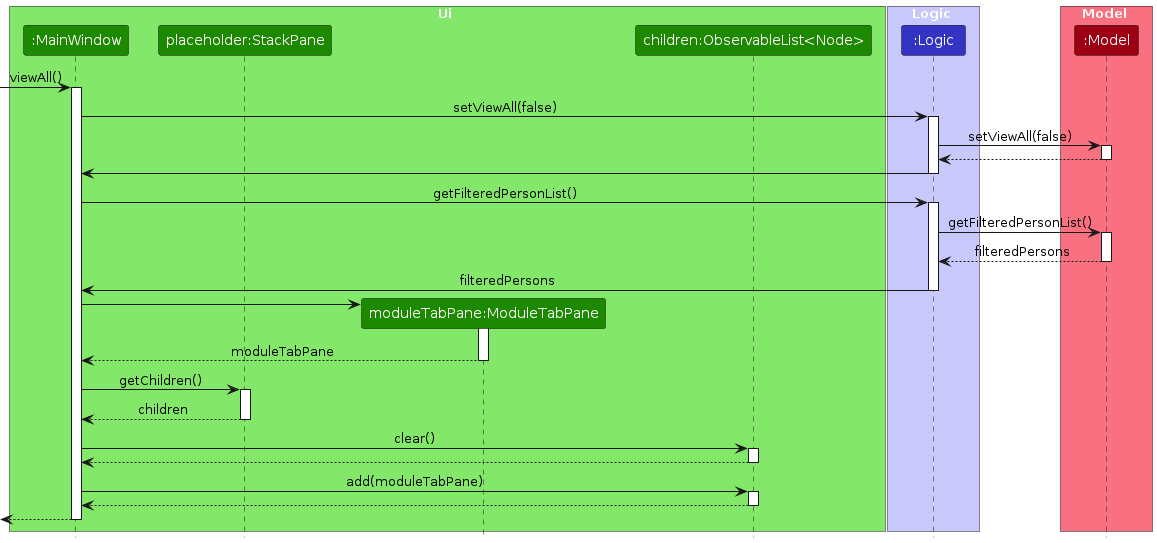 Ui
Logic
Model
:MainWindow
placeholder:StackPane
children:ObservableList<Node>
:Logic
:Model
viewAll()
setViewAll(false)
setViewAll(false)
getFilteredPersonList()
getFilteredPersonList()
filteredPersons
filteredPersons
moduleTabPane:ModuleTabPane
moduleTabPane
getChildren()
children
clear()
add(moduleTabPane)